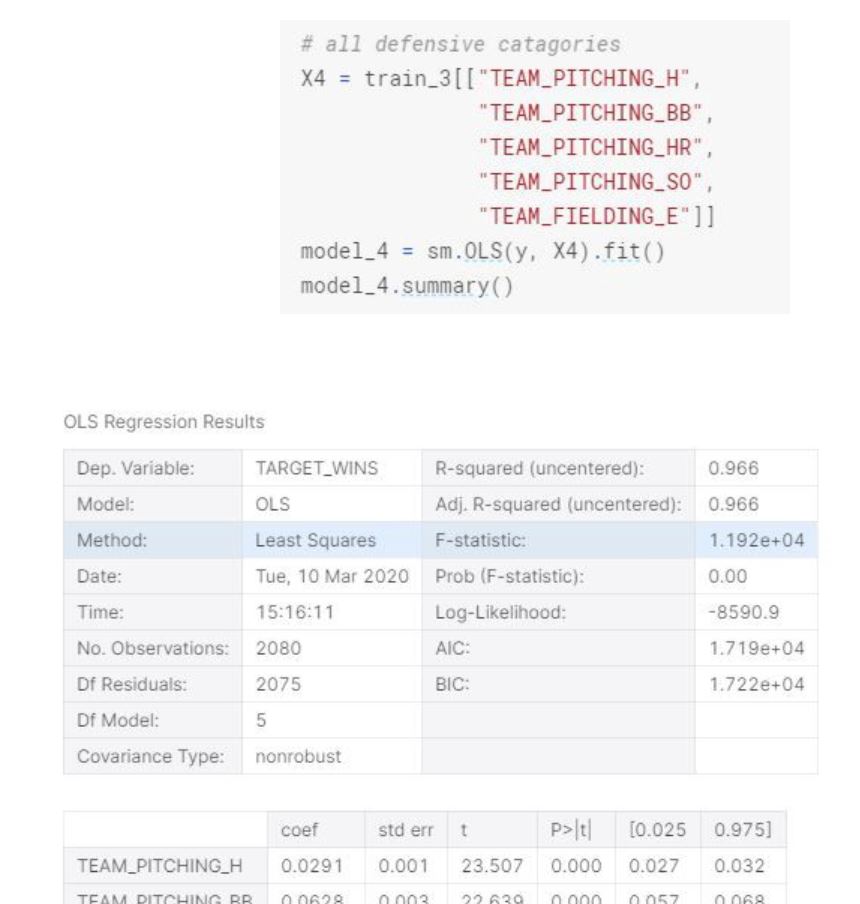 # all defensive catagories
X4 = train_3[["TEAM_PITCHING_H",
"TEAM_PITCHING_BB",
"TEAM_PITCHING_HR",
"TEAM_PITCHING_SO",
"TEAM_FIELDING_E"]]
model_4 = sm.OLS(y, X4).fit()
model_4.summary()
OLS Regression Results
Dep. Variable: TARGET_WINS R-squared (uncentered): 0.966
Model: OLS Adj. R-squared (uncentered): 0.966
Method: Least Squares F-statistic: 1.192e+04
Date: Tue, 10 Mar 2020 Prob (F-statistic): 0.00
Time: 15:16:11 Log-Likelihood: -8590.9
No. Observations: 2080 AIC: 1.719e+04
Df Residuals: 2075 BIC: 1.722e+04
Df Model: 5
Covariance Type: nonrobust
coef std err t P>|t| [0.025 0.975]
TEAM_PITCHING_H 0.0291 0.001 23.507 0.000 0.027 0.032
TEAM_PITCHING_BB 0.0628 0.003 22.639 0.000 0.057 0.068